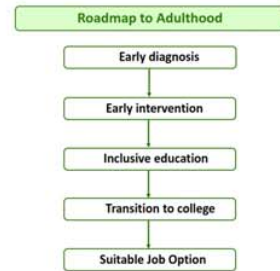 Roadmap to Adulthood
Early diagnosis
Early intervention
Inclusive education
Transition to college
Suitable Job Option